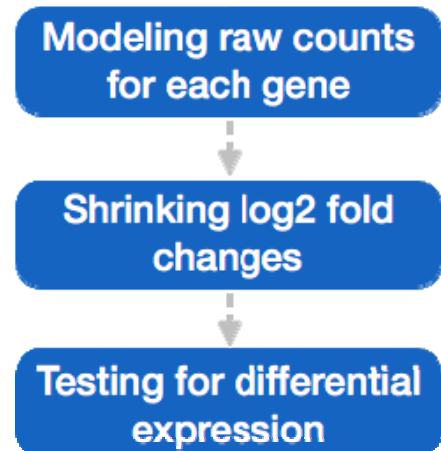 Modeling raw counts
for each gene
Shrinking log2 fold
changes
Testing for differential
expression